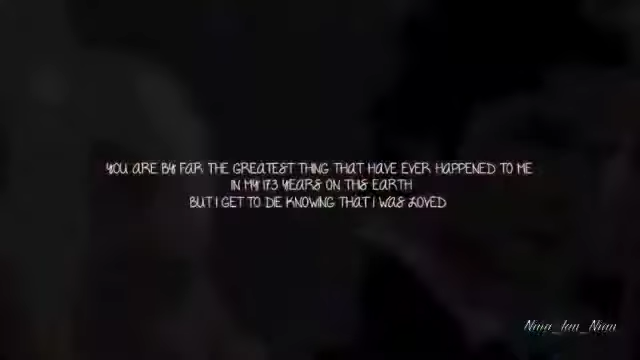 YOU ARE BY FAR THE GREATEST THING THAT HAVE EVER HAPPENED TO ME
IN MY 173 YEARS ON THIS EARTH
BUT I GET TO DIE KNOWING THAT I WAS LOVED
Nina_Ian_Nian